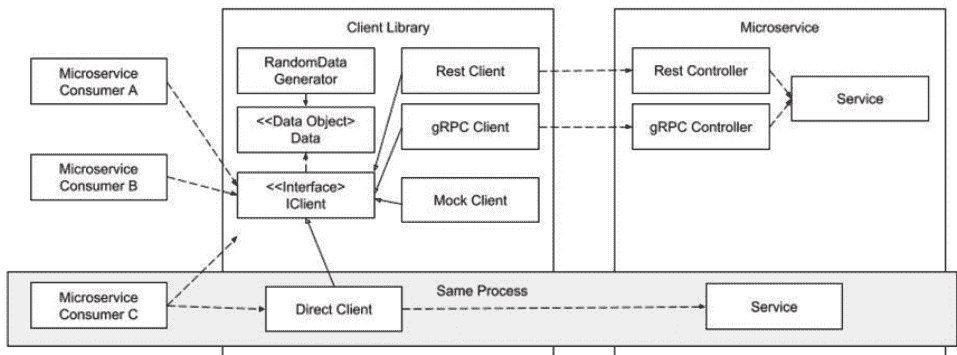 Client Library
Microservice
Microservice
Consumer A
RandomData
Generator
Rest Client
Rest Controller
Service
<<Data Object>
Data
gRPC Client
gRPC Controller
Microservice
Consumer B
<<Interface>
IClient
Mock Client
Same Process
Microservice
Consumer C
Direct Client
Service